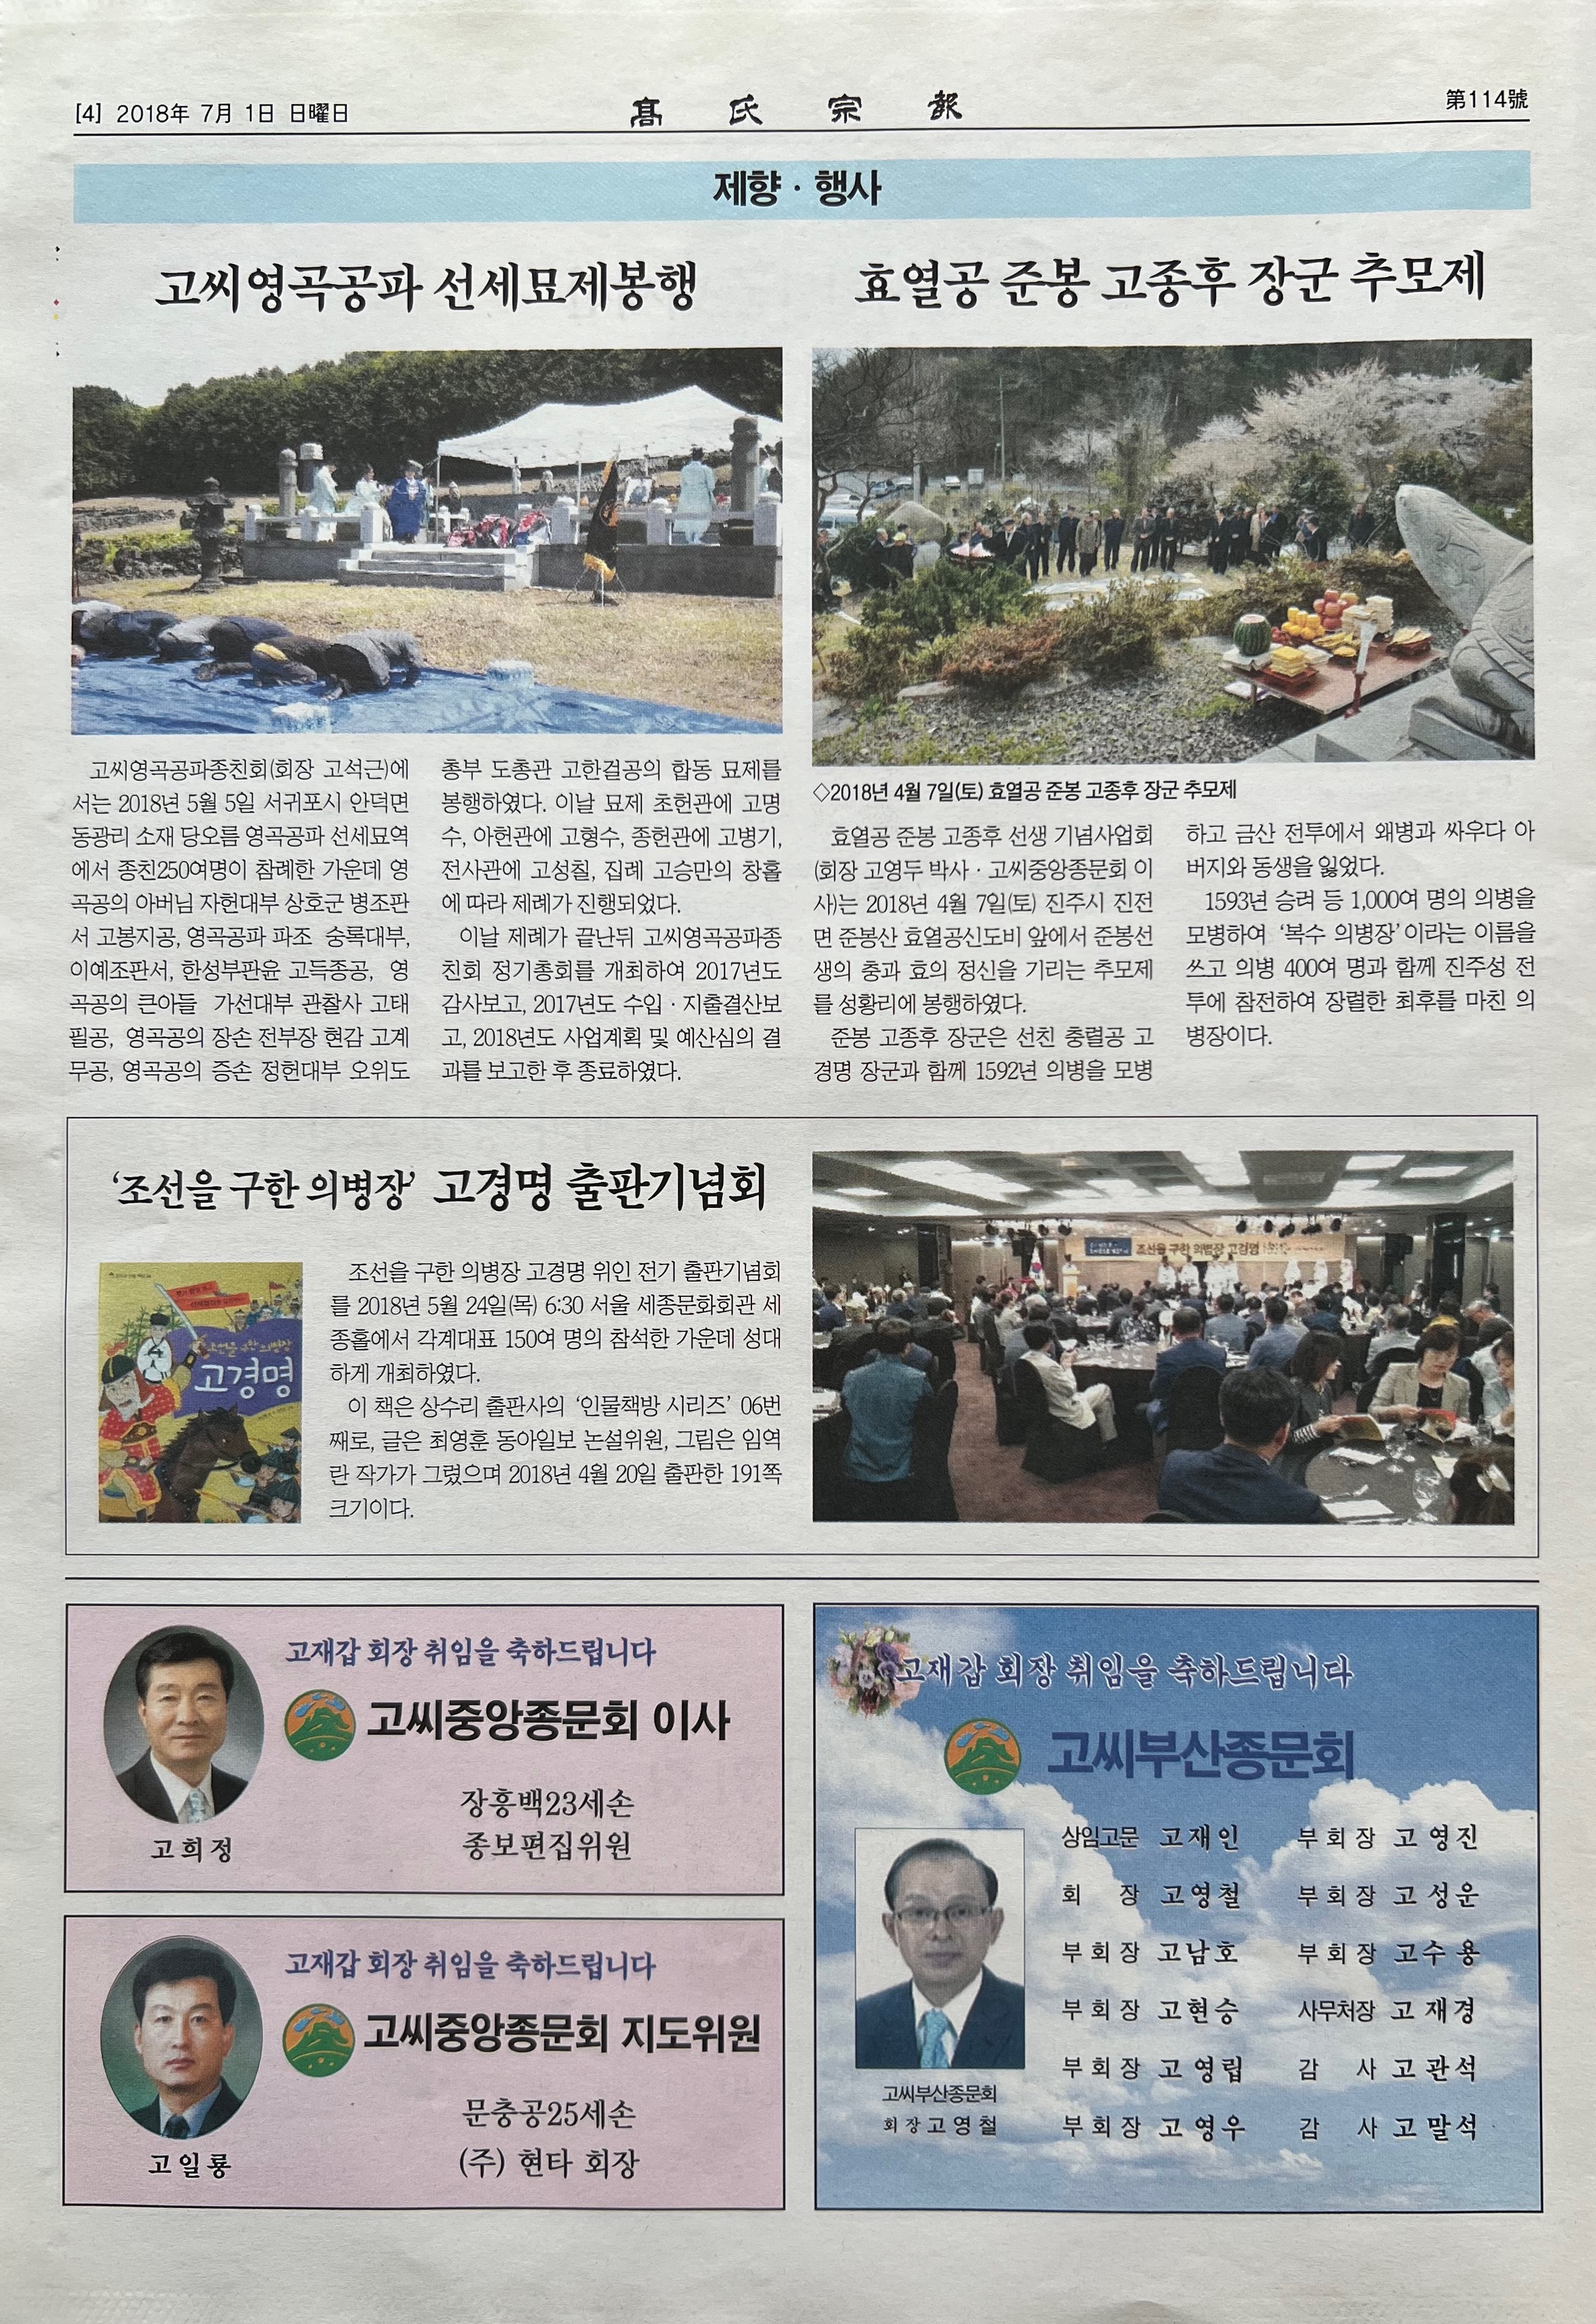 [4] 2018年 7月 1日 日曜日
髙氏宗報
第114號
제향 · 행사
고씨영곡공파 선세묘제봉행
고씨영곡공파종친회(회장 고석근)에
서는 2018년 5월 5일 서귀포시 안덕면
동광리 소재 당오름 영곡공파 선세묘역
에서 종친250여명이 참례한 가운데 영
곡공의 아버님 자헌대부 상호군 병조판
서 고봉지공, 영곡공파 파조 숭록대부,
이예조판서, 한성부판윤 고득종공, 영
곡공의 큰아들 가선대부 관찰사 고태
필공, 영곡공의 장손 전부장 현감 고계
무공, 영곡공의 증손 정헌대부 오위도
총부 도총관 고한걸공의 합동 묘제를
봉행하였다. 이날 묘제 초헌관에 고명
수, 아헌관에 고형수, 종헌관에 고병기,
전사관에 고성칠, 집례 고승만의 창홀
에 따라 제례가 진행되었다.
이날 제례가 끝난뒤 고씨영곡공파종
친회 정기총회를 개최하여 2017년도
감사보고, 2017년도 수입 · 지출결산보
고, 2018년도 사업계획 및 예산심의 결
과를 보고한 후 종료하였다.
효열공 준봉 고종후 장군 추모제
◇2018년 4월 7일(토) 효열공 준봉 고종후 장군 추모제
효열공 준봉 고종후 선생 기념사업회
(회장 고영두 박사 · 고씨중앙종문회 이
사)는 2018년 4월 7일(토) 진주시 진전
면 준봉산 효열공신도비 앞에서 준봉선
생의 충과 효의 정신을 기리는 추모제
를 성황리에 봉행하였다.
준봉 고종후 장군은 선친 충렬공 고
경명 장군과 함께 1592년 의병을 모병
하고 금산 전투에서 왜병과 싸우다 아
버지와 동생을 잃었다.
1593년 승려 등 1,000여 명의 의병을
모병하여 ‘복수 의병장’이라는 이름을
쓰고 의병 400여 명과 함께 진주성 전
투에 참전하여 장렬한 최후를 마친 의
병장이다.
‘조선을 구한 의병장’ 고경명 출판기념회
조선을 구한 의병장
고경명
조선을 구한 의병장 고경명 위인 전기 출판기념회
를 2018년 5월 24일(목) 6:30 서울 세종문화회관 세
종홀에서 각계대표 150여 명의 참석한 가운데 성대
하게 개최하였다.
이 책은 상수리 출판사의 ‘인물책방 시리즈’ 06번
째로, 글은 최영훈 동아일보 논설위원, 그림은 임역
란 작가가 그렸으며 2018년 4월 20일 출판한 191쪽
크기이다.
조선을 구한 의병장 고경명
고재갑 회장 취임을 축하드립니다
고씨중앙종문회 이사
장흥백23세손
종보편집위원
고희정
고재갑 회장 취임을 축하드립니다
고씨중앙종문회 지도위원
문충공25세손
(주) 현타 회장
고일룡
고재갑 회장 취임을 축하드립니다
고씨부산종문회
상임고문 고재인 부회장 고영진
회 장 고영철 부회장 고성운
부회장 고남호 부회장 고수용
부회장 고현승 사무처장 고재경
부회장 고영립 감 사 고관석
부회장 고영우 감 사 고말석
고씨부산종문회
회장고영철